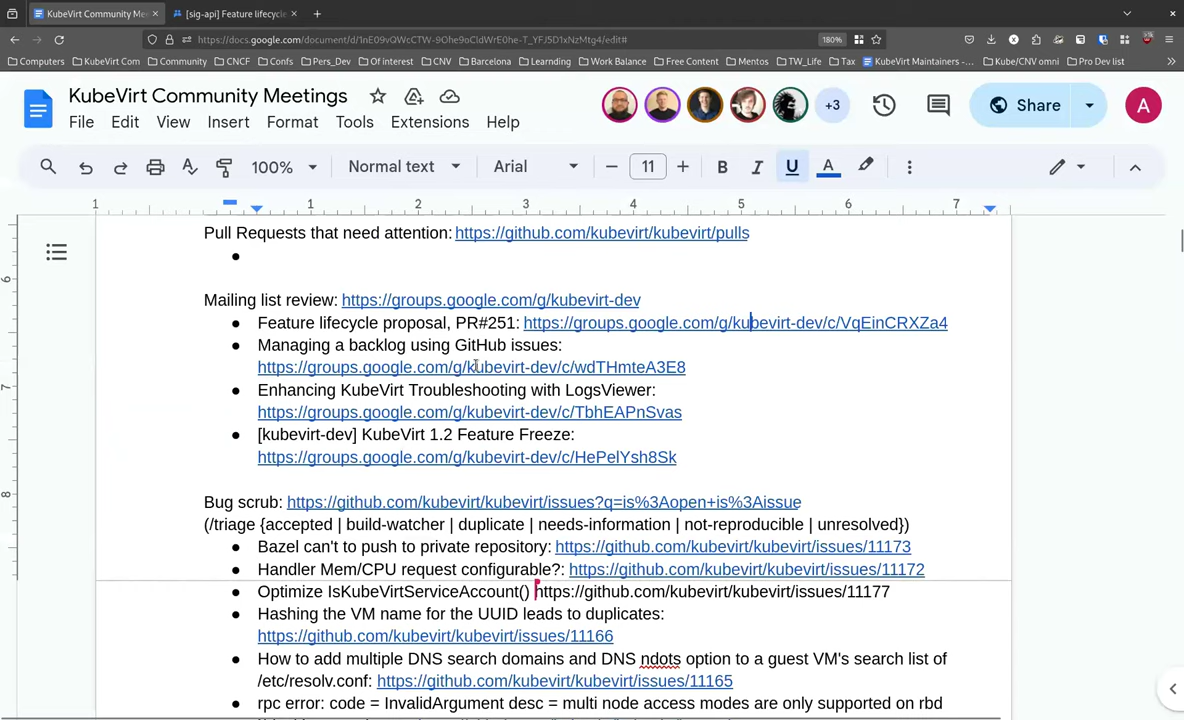 KubeVirt Community Me
[sig-api] Feature lifecycle
https://docs.google.com/document/d/1nE09vQWcCTW-9Ohe9oCldWrE0he-T_YFJ5D1xNzMtg4/edit#
180%
Computers
KubeVirt Com
Community
CNCF
Confs
Pers_Dev
Of interest
CNV
Barcelona
Learnding
Work Balance
Free Content
Mentos
TW_Life
Tax
KubeVirt Maintainers -...
Kube/CNV omni
Pro Dev list
KubeVirt Community Meetings
+3
Share
A
File Edit View Insert Format Tools Extensions Help
100% Normal text Arial 11 B I U A
1 1 2 3 4 5 6 7
Pull Requests that need attention: https://github.com/kubevirt/kubevirt/pulls
Mailing list review: https://groups.google.com/g/kubevirt-dev
Feature lifecycle proposal, PR#251: https://groups.google.com/g/kubevirt-dev/c/VqEinCRXZa4
Managing a backlog using GitHub issues:
https://groups.google.com/g/kubevirt-dev/c/wdTHmteA3E8
Enhancing KubeVirt Troubleshooting with LogsViewer:
https://groups.google.com/g/kubevirt-dev/c/TbhEAPnSvas
[kubevirt-dev] KubeVirt 1.2 Feature Freeze:
https://groups.google.com/g/kubevirt-dev/c/HePelYsh8Sk
Bug scrub: https://github.com/kubevirt/kubevirt/issues?q=is%3Aopen+is%3Aissue
(/triage {accepted | build-watcher | duplicate | needs-information | not-reproducible | unresolved})
Bazel can't to push to private repository: https://github.com/kubevirt/kubevirt/issues/11173
Handler Mem/CPU request configurable?: https://github.com/kubevirt/kubevirt/issues/11172
Optimize IsKubeVirtServiceAccount() https://github.com/kubevirt/kubevirt/issues/11177
Hashing the VM name for the UUID leads to duplicates:
https://github.com/kubevirt/kubevirt/issues/11166
How to add multiple DNS search domains and DNS ndots option to a guest VM's search list of
/etc/resolv.conf: https://github.com/kubevirt/kubevirt/issues/11165
rpc error: code = InvalidArgument desc = multi node access modes are only supported on rbd
6
7
8